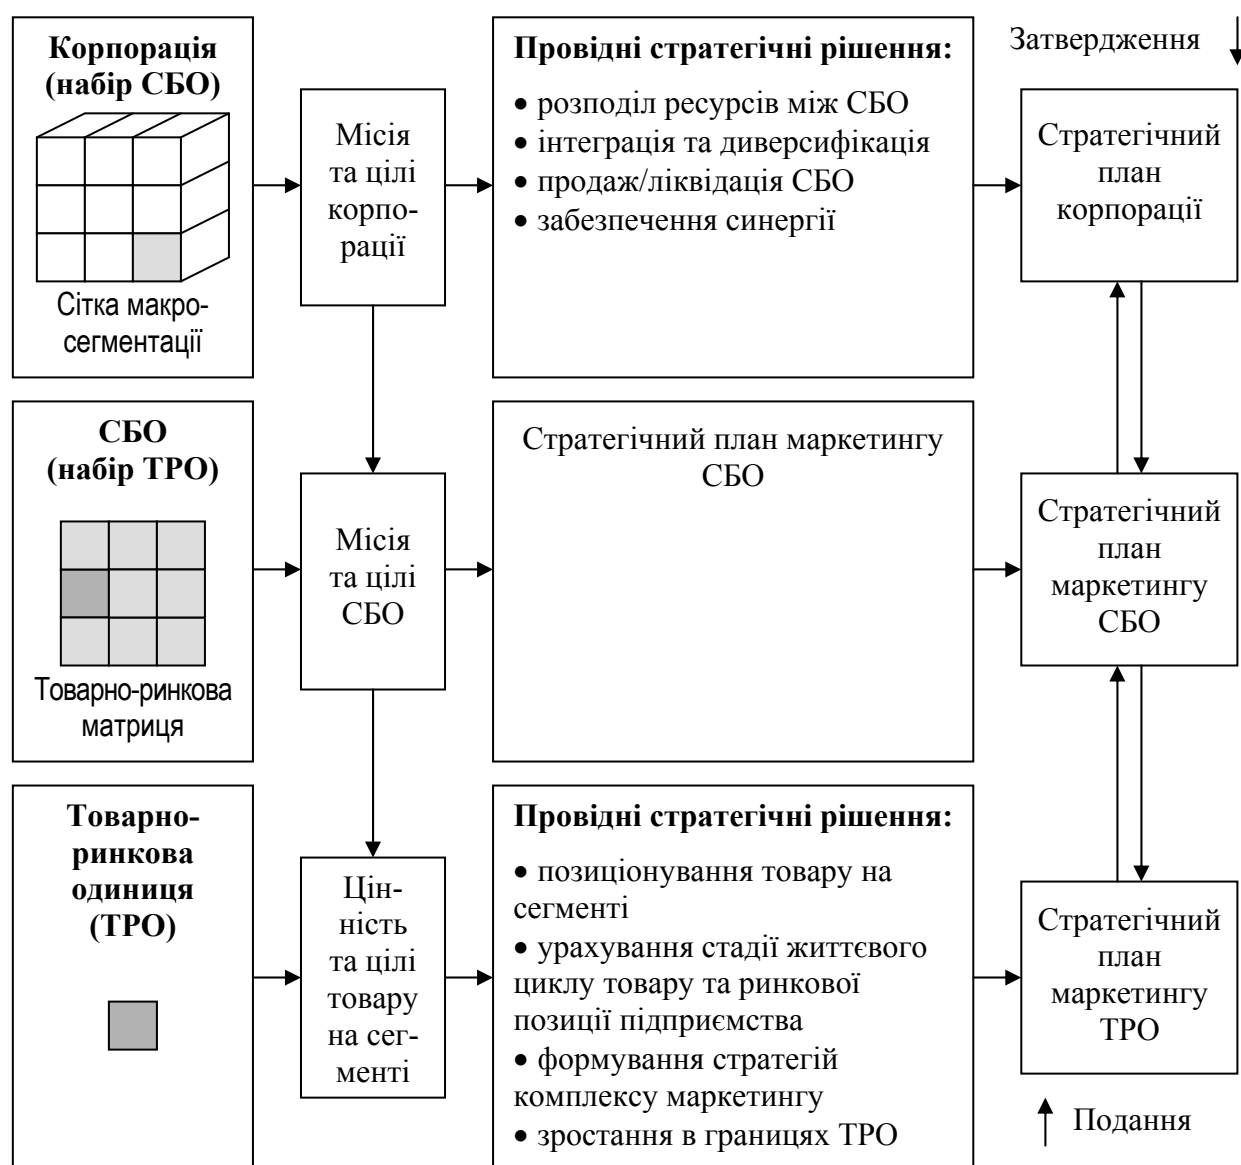 Корпорація
(набір СБО)
Сітка макро-
сегментації
Місія
та цілі
корпо-
рації
Провідні стратегічні рішення:
• розподіл ресурсів між СБО
• інтеграція та диверсифікація
• продаж/ліквідація СБО
• забезпечення синергії
Затвердження
Стратегічний
план
корпорації
СБО
(набір ТРО)
Товарно-ринкова
матриця
Місія
та цілі
СБО
Стратегічний план маркетингу
СБО
Стратегічний
план
маркетингу
СБО
Товарно-
ринкова
одиниця
(ТРО)
Цін-
ність
та цілі
товару
на сег-
менті
Провідні стратегічні рішення:
• позиціонування товару на
сегменті
• урахування стадії життєвого
циклу товару та ринкової
позиції підприємства
• формування стратегій
комплексу маркетингу
• зростання в границях ТРО
Стратегічний
план
маркетингу
ТРО
Подання